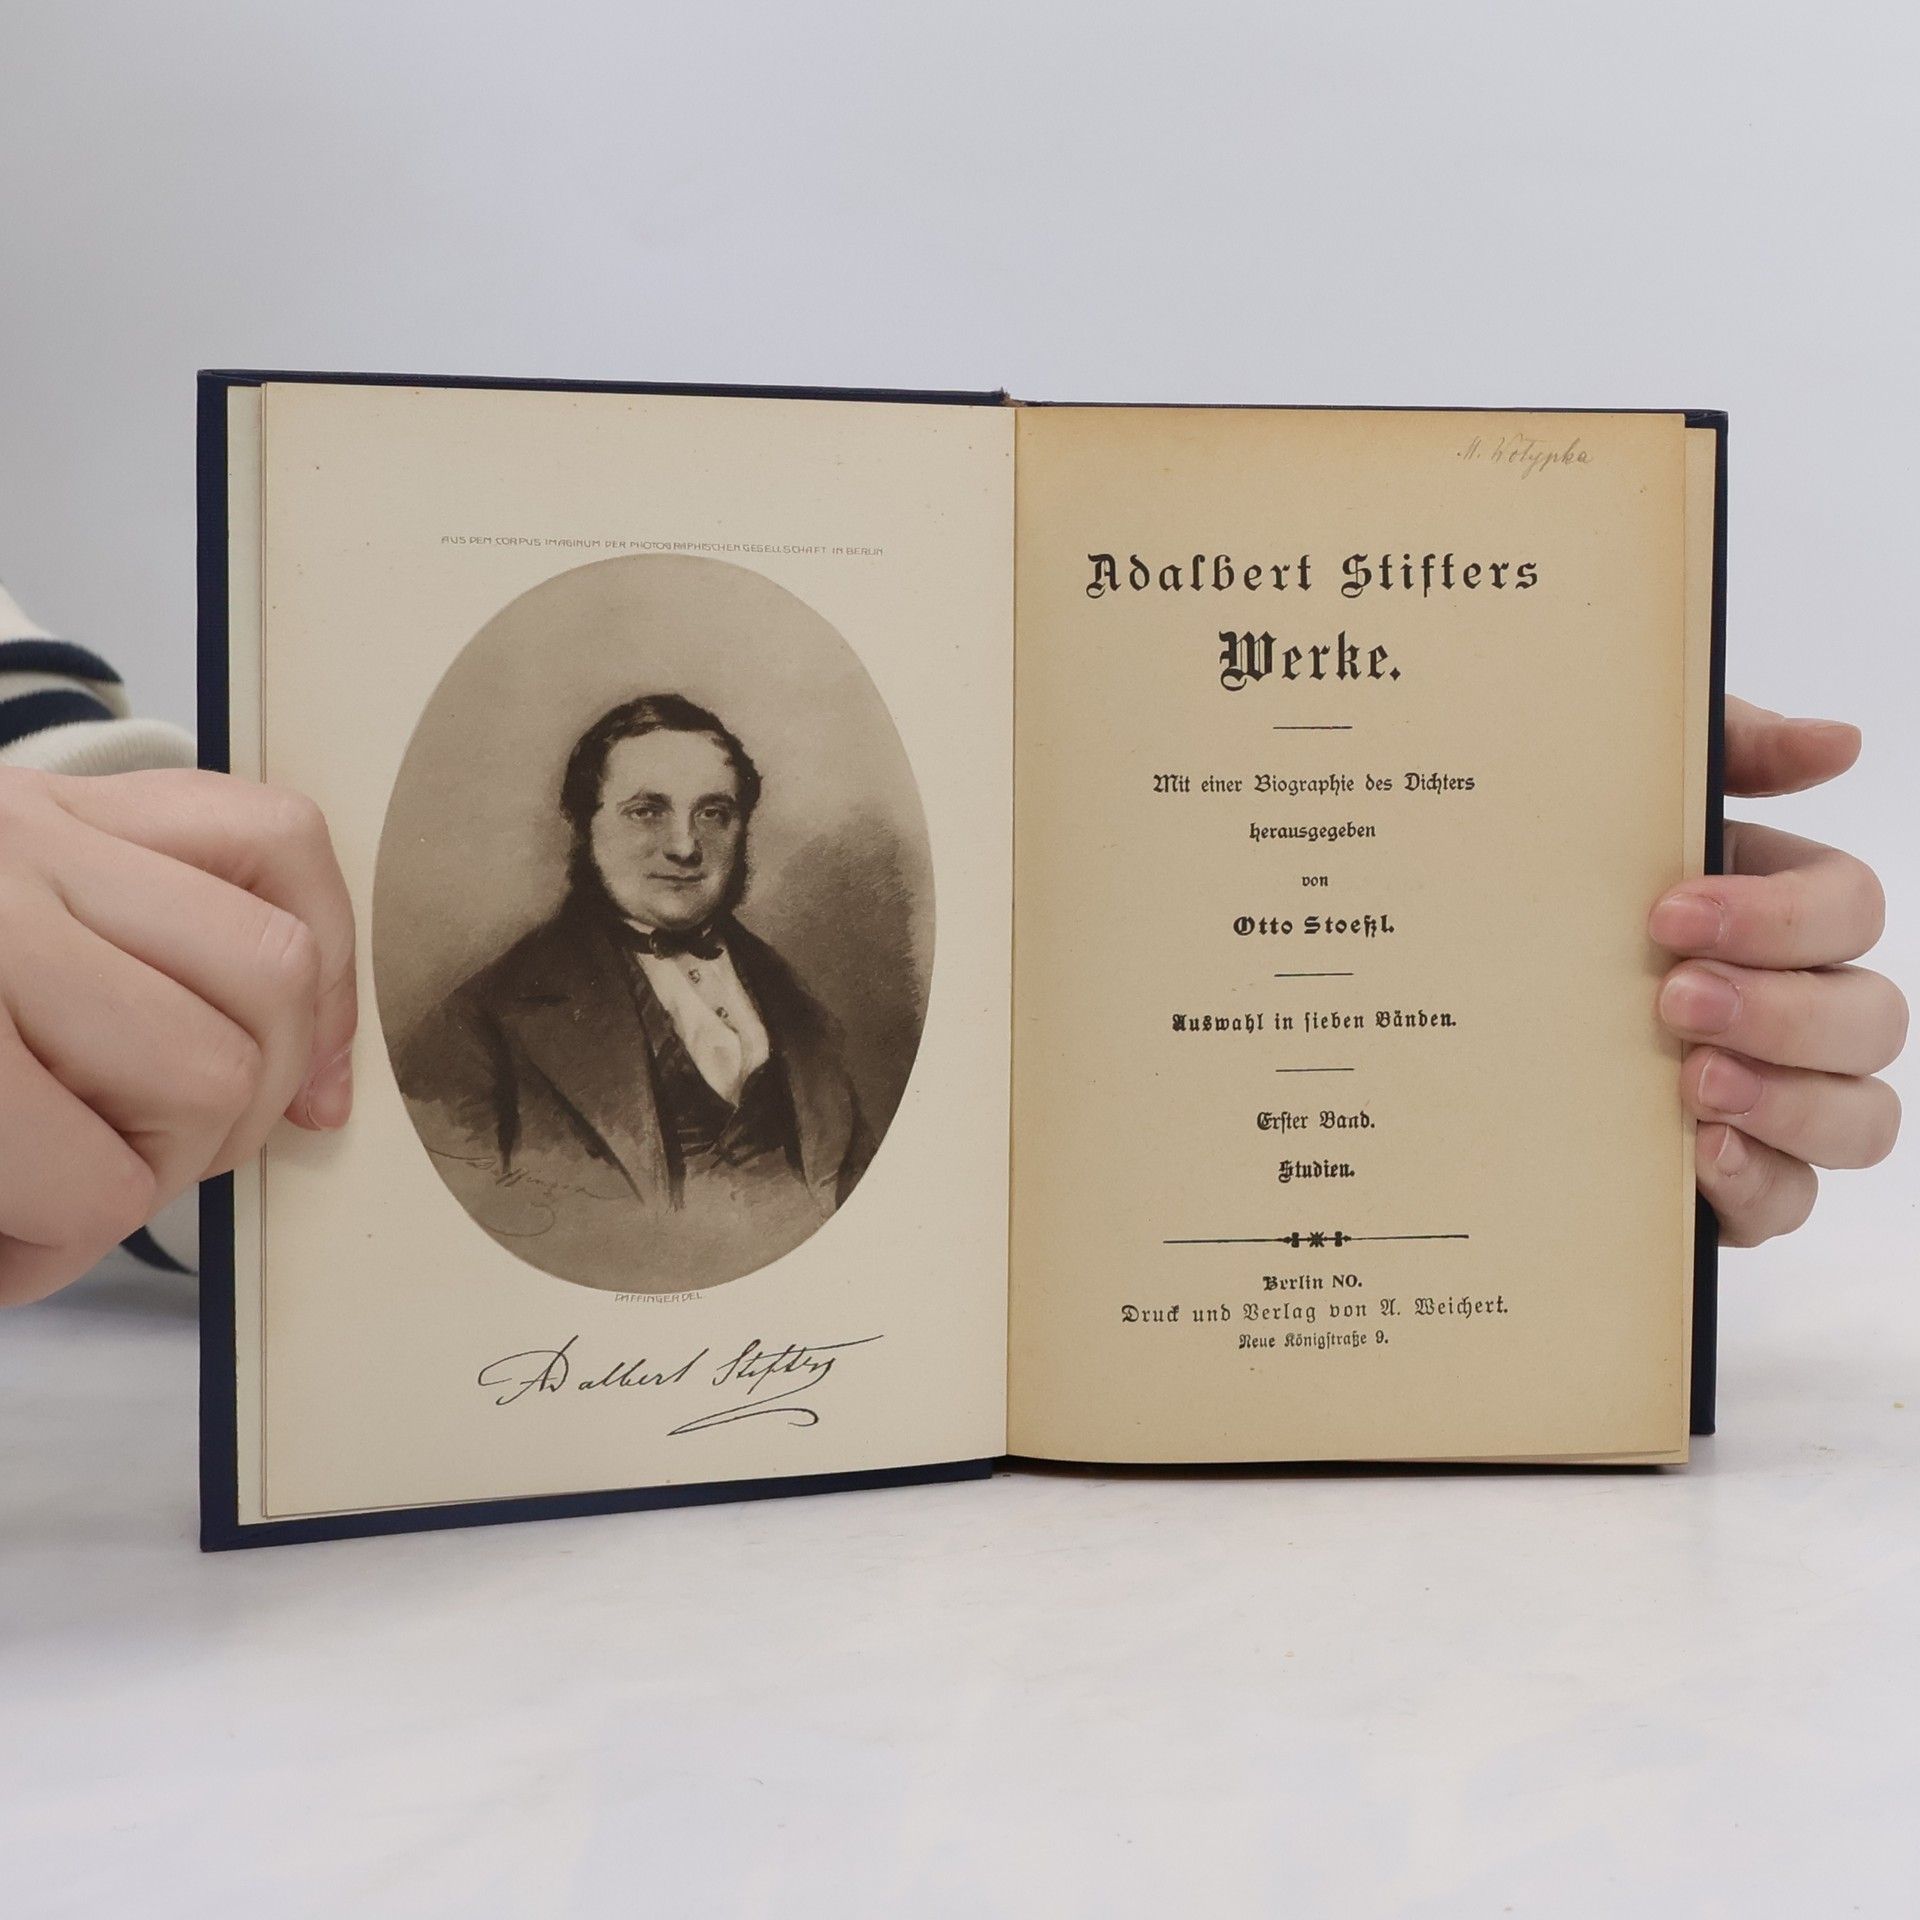 AUS DEM CORPUS IMAGINUM DER PHOTOGRAPHISCHEN GESELLSCHAFT IN BERLIN
Daffinger
DAFFINGER DEL.
Adalbert Stifter
Adalbert Stifters
Werke.
Mit einer Biographie des Dichters
herausgegeben
von
Otto Stoeßl.
Auswahl in sieben Bänden.
Erster Band.
Studien.
Berlin NO.
Druck und Verlag von A. Weichert.
Neue Königstraße 9.